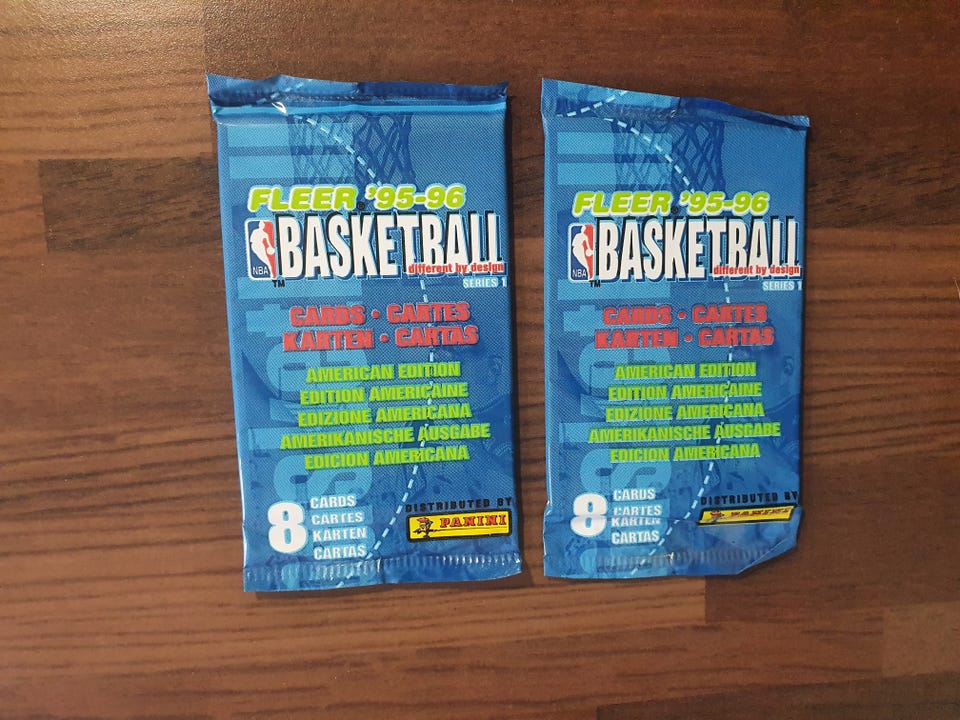 FLEER '95-96
NBA
BASKETBALL
TM
different by design
SERIES 1
CARDS • CARTES
KARTEN • CARTAS
AMERICAN EDITION
EDITION AMERICAINE
EDIZIONE AMERICANA
AMERIKANISCHE AUSGABE
EDICION AMERICANA
8 CARDS
CARTES
KARTEN
CARTAS
DISTRIBUTED BY
PANINI
FLEER '95-96
NBA
BASKETBALL
TM
different by design
SERIES 1
CARDS • CARTES
KARTEN • CARTAS
AMERICAN EDITION
EDITION AMERICAINE
EDIZIONE AMERICANA
AMERIKANISCHE AUSGABE
EDICION AMERICANA
8 CARDS
CARTES
KARTEN
CARTAS
DISTRIBUTED BY
PANINI